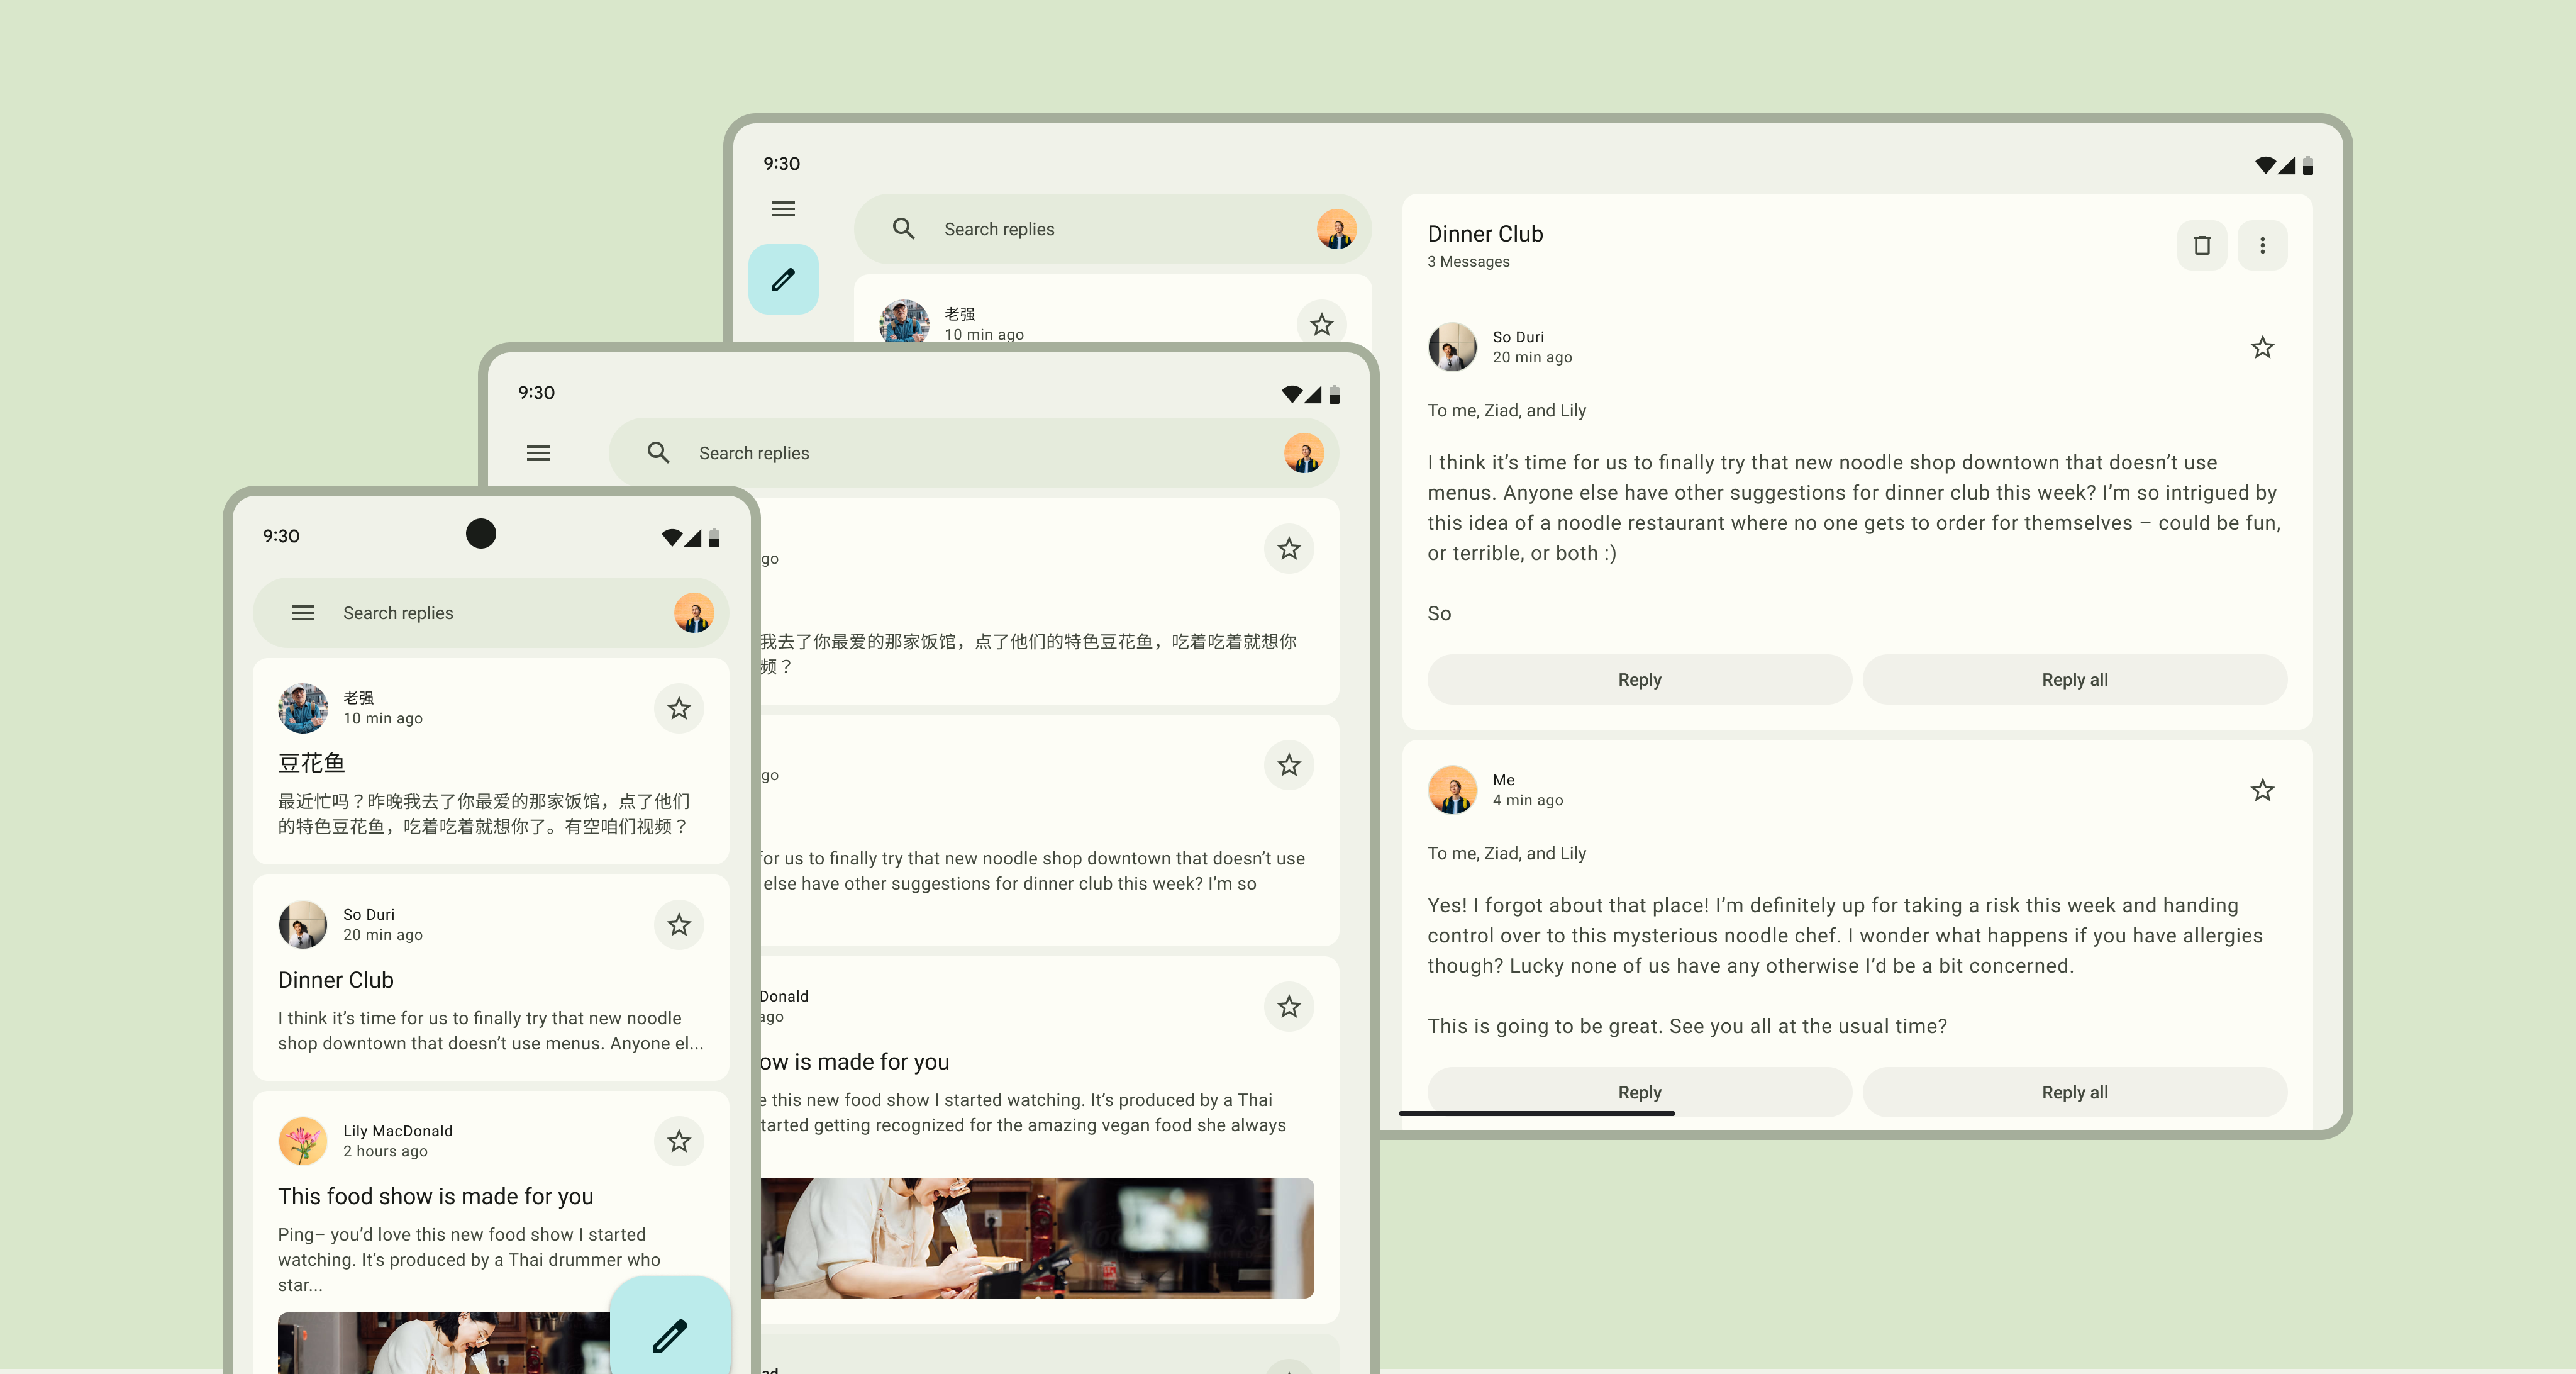 9:30
Search replies
老强
10 min ago
Dinner Club
3 Messages
So Duri
20 min ago
To me, Ziad, and Lily
I think it’s time for us to finally try that new noodle shop downtown that doesn’t use
menus. Anyone else have other suggestions for dinner club this week? I’m so intrigued by
this idea of a noodle restaurant where no one gets to order for themselves – could be fun,
or terrible, or both :)
So
Reply
Reply all
Me
4 min ago
To me, Ziad, and Lily
Yes! I forgot about that place! I’m definitely up for taking a risk this week and handing
control over to this mysterious noodle chef. I wonder what happens if you have allergies
though? Lucky none of us have any otherwise I’d be a bit concerned.
This is going to be great. See you all at the usual time?
Reply
Reply all
9:30
Search replies
go
我去了你最爱的那家饭馆，点了他们的特色豆花鱼，吃着吃着就想你
频？
go
for us to finally try that new noodle shop downtown that doesn’t use
else have other suggestions for dinner club this week? I’m so
Donald
ago
ow is made for you
e this new food show I started watching. It’s produced by a Thai
tarted getting recognized for the amazing vegan food she always
9:30
Search replies
老强
10 min ago
豆花鱼
最近忙吗？昨晚我去了你最爱的那家饭馆，点了他们
的特色豆花鱼，吃着吃着就想你了。有空咱们视频？
So Duri
20 min ago
Dinner Club
I think it’s time for us to finally try that new noodle
shop downtown that doesn’t use menus. Anyone el...
Lily MacDonald
2 hours ago
This food show is made for you
Ping– you’d love this new food show I started
watching. It’s produced by a Thai drummer who
star...